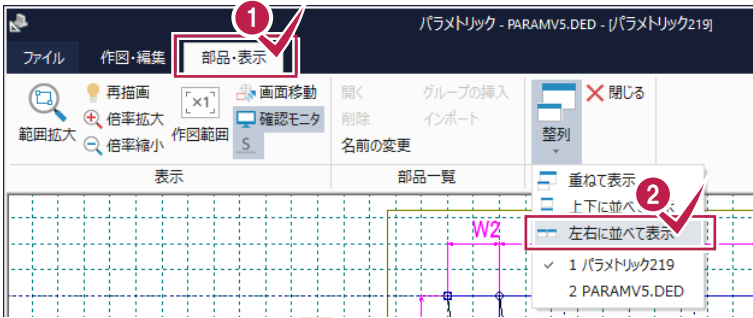 1
パラメトリック - PARAMV5.DED - [パラメトリック219]
ファイル 作図・編集 部品・表示
範囲拡大
再描画
倍率拡大
倍率縮小
[×1]
作図範囲
画面移動
確認モニタ
S
表示
開く
削除
名前の変更
グループの挿入
インポート
部品一覧
整列
閉じる
重ねて表示
上下に並べ
2
左右に並べて表示
✓ 1 パラメトリック219
2 PARAMV5.DED
W2